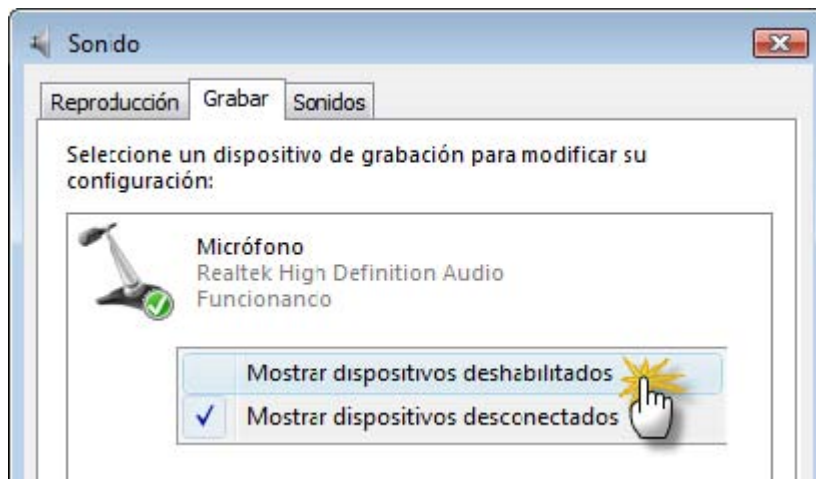 Sonido
Reproducción Grabar Sonidos
Seleccione un dispositivo de grabación para modificar su
configuración:
Micrófono
Realtek High Definition Audio
Funcionanco
Mostrar dispositivos deshabilitados
Mostrar dispositivos desconectados